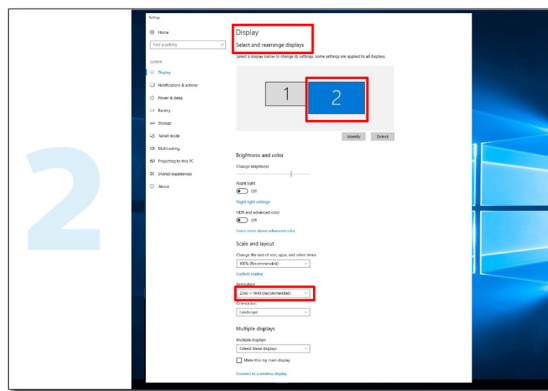 Settings
Home
Find a setting
System
Display
Notifications & actions
Power & sleep
Battery
Storage
Tablet mode
Multitasking
Projecting to this PC
Shared experiences
About
Display
Select and rearrange displays
Select a display below to change its settings. Some settings are applied to all displays.
1
2
Identify
Detect
Brightness and color
Change brightness
Night light
Off
Night light settings
HDR and advanced color
Off
Learn more about advanced color
Scale and layout
Change the size of text, apps, and other items
100% (Recommended)
Custom scaling
Resolution
(Recommended)
Orientation
Landscape
Multiple displays
Multiple displays
Extend these displays
Make this my main display
Connect to a wireless display
2